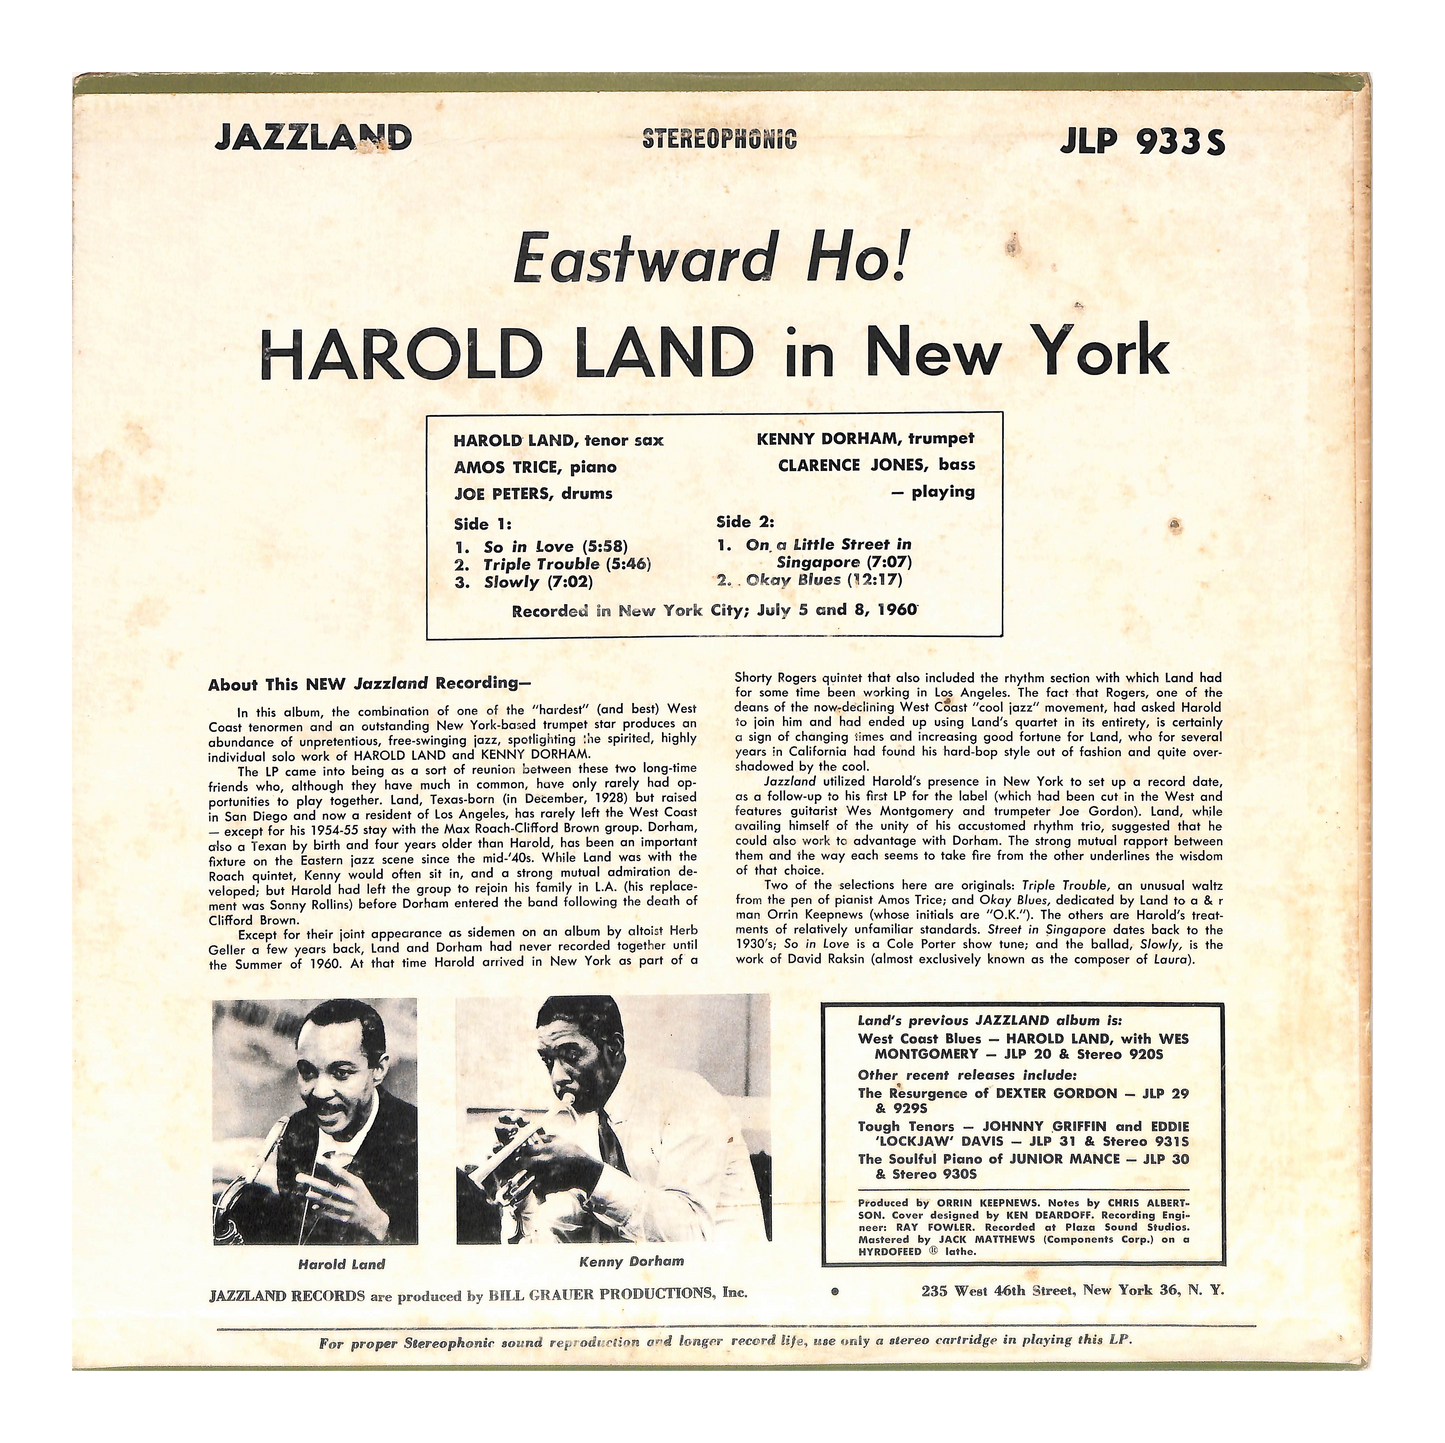 JAZZLAND
STEREOPHONIC
JLP 933 S
Eastward Ho!
HAROLD LAND in New York
HAROLD LAND, tenor sax
KENNY DORHAM, trumpet
AMOS TRICE, piano
CLARENCE JONES, bass
JOE PETERS, drums
— playing
Side 1:
1. So in Love (5:58)
2. Triple Trouble (5:46)
3. Slowly (7:02)
Side 2:
1. On a Little Street in
Singapore (7:07)
2. Okay Blues (12:17)
Recorded in New York City; July 5 and 8, 1960
About This NEW Jazzland Recording—
In this album, the combination of one of the "hardest" (and best) West
Coast tenormen and an outstanding New York-based trumpet star produces an
abundance of unpretentious, free-swinging jazz, spotlighting the spirited, highly
individual solo work of HAROLD LAND and KENNY DORHAM.
The LP came into being as a sort of reunion between these two long-time
friends who, although they have much in common, have only rarely had op-
portunities to play together. Land, Texas-born (in December, 1928) but raised
in San Diego and now a resident of Los Angeles, has rarely left the West Coast
— except for his 1954-55 stay with the Max Roach-Clifford Brown group. Dorham,
also a Texan by birth and four years older than Harold, has been an important
fixture on the Eastern jazz scene since the mid-'40s. While Land was with the
Roach quintet, Kenny would often sit in, and a strong mutual admiration de-
veloped; but Harold had left the group to rejoin his family in L.A. (his replace-
ment was Sonny Rollins) before Dorham entered the band following the death of
Clifford Brown.
Except for their joint appearance as sidemen on an album by altoist Herb
Geller a few years back, Land and Dorham had never recorded together until
the Summer of 1960. At that time Harold arrived in New York as part of a
Shorty Rogers quintet that also included the rhythm section with which Land had
for some time been working in Los Angeles. The fact that Rogers, one of the
deans of the now-declining West Coast "cool jazz" movement, had asked Harold
to join him and had ended up using Land's quartet in its entirety, is certainly
a sign of changing times and increasing good fortune for Land, who for several
years in California had found his hard-bop style out of fashion and quite over-
shadowed by the cool.
Jazzland utilized Harold's presence in New York to set up a record date,
as a follow-up to his first LP for the label (which had been cut in the West and
features guitarist Wes Montgomery and trumpeter Joe Gordon). Land, while
availing himself of the unity of his accustomed rhythm trio, suggested that he
could also work to advantage with Dorham. The strong mutual rapport between
them and the way each seems to take fire from the other underlines the wisdom
of that choice.
Two of the selections here are originals: Triple Trouble, an unusual waltz
from the pen of pianist Amos Trice; and Okay Blues, dedicated by Land to a & r
man Orrin Keepnews (whose initials are "O.K."). The others are Harold's treat-
ments of relatively unfamiliar standards. Street in Singapore dates back to the
1930's; So in Love is a Cole Porter show tune; and the ballad, Slowly, is the
work of David Raksin (almost exclusively known as the composer of Laura).
Harold Land
Kenny Dorham
Land's previous JAZZLAND album is:
West Coast Blues — HAROLD LAND, with WES
MONTGOMERY — JLP 20 & Stereo 920S
Other recent releases include:
The Resurgence of DEXTER GORDON — JLP 29
& 929S
Tough Tenors — JOHNNY GRIFFIN and EDDIE
'LOCKJAW' DAVIS — JLP 31 & Stereo 931S
The Soulful Piano of JUNIOR MANCE — JLP 30
& Stereo 930S
Produced by ORRIN KEEPNEWS. Notes by CHRIS ALBERT-
SON. Cover designed by KEN DEARDOFF. Recording Engi-
neer: RAY FOWLER. Recorded at Plaza Sound Studios.
Mastered by JACK MATTHEWS (Components Corp.) on a
HYRDOFEED ® lathe.
JAZZLAND RECORDS are produced by BILL GRAUER PRODUCTIONS, Inc. • 235 West 46th Street, New York 36, N. Y.
For proper Stereophonic sound reproduction and longer record life, use only a stereo cartridge in playing this LP.